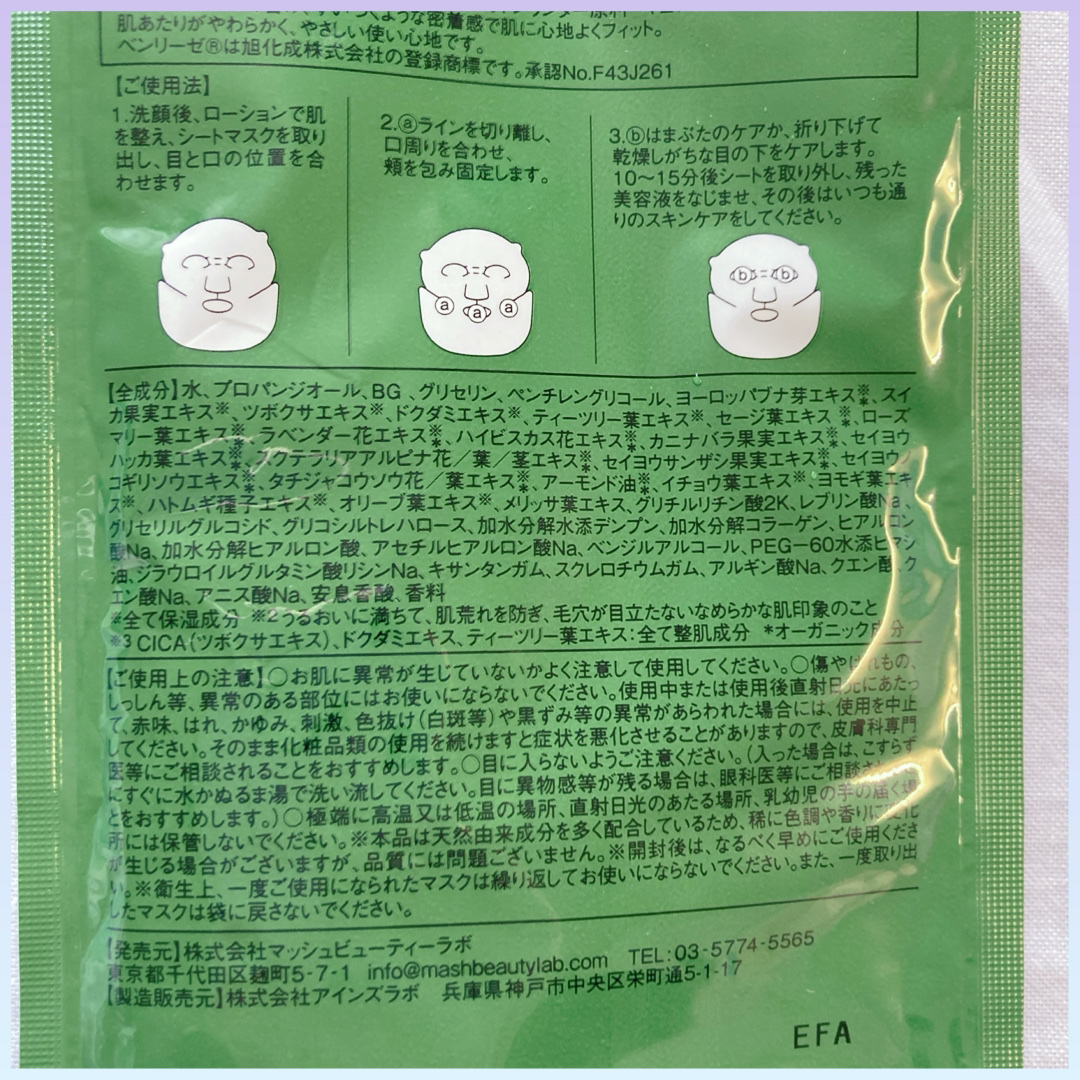 肌あたりがやわらかく、やさしい使い心地です。
ような密着感で肌に心地よくフィット。
ベンリーゼ®は旭化成株式会社の登録商標です。承認No.F43J261
【ご使用法】
1.洗顔後、ローションで肌
を整え、シートマスクを取り
出し、目と口の位置を合
わせます。
2.ⓐラインを切り離し、
口周りを合わせ、
頬を包み固定します。
3.ⓑはまぶたのケアか、折り下げて
乾燥しがちな目の下をケアします。
10〜15分後シートを取り外し、残った
美容液をなじませ、その後はいつも通
りのスキンケアをしてください。
a a a
b b
【全成分】水、プロパンジオール、BG 、グリセリン、ペンチレングリコール、ヨーロッパブナ芽エキス※*、スイ
カ果実エキス※、ツボクサエキス※、ドクダミエキス※、ティーツリー葉エキス※*、セージ葉エキス※*、ローズ
マリー葉エキス※*、ラベンダー花エキス※*、ハイビスカス花エキス※*、カニナバラ果実エキス※*、セイヨウ
ハッカ葉エキス※*、スクテラリアアルピナ花／葉／茎エキス※*、セイヨウサンザシ果実エキス※*、セイヨウノ
コギリソウエキス※*、タチジャコウソウ花／葉エキス※*、アーモンド油※*、イチョウ葉エキス※*、ヨモギ葉エキ
ス※*、ハトムギ種子エキス※、オリーブ葉エキス※、メリッサ葉エキス、グリチルリチン酸2K、レブリン酸Na、
グリセリルグルコシド、グリコシルトレハロース、加水分解水添デンプン、加水分解コラーゲン、ヒアルロン
酸Na、加水分解ヒアルロン酸、アセチルヒアルロン酸Na、ベンジルアルコール、PEG−60水添ヒマシ
油、ジラウロイルグルタミン酸リシンNa、キサンタンガム、スクレロチウムガム、アルギン酸Na、クエン酸、ク
エン酸Na、アニス酸Na、安息香酸、香料
※全て保湿成分 ※2うるおいに満ちて、肌荒れを防ぎ、毛穴が目立たないなめらかな肌印象のこと
※3 CICA(ツボクサエキス)、ドクダミエキス、ティーツリー葉エキス：全て整肌成分 *オーガニック成分
【ご使用上の注意】○お肌に異常が生じていないかよく注意して使用してください。○傷やはれもの、
しっしん等、異常のある部位にはお使いにならないでください。使用中または使用後直射日光にあたっ
て、赤味、はれ、かゆみ、刺激、色抜け(白斑等)や黒ずみ等の異常があらわれた場合には、使用を中止
してください。そのまま化粧品類の使用を続けますと症状を悪化させることがありますので、皮膚科専門
医等にご相談されることをおすすめします。○目に入らないようご注意ください。(入った場合は、こすらず
にすぐに水かぬるま湯で洗い流してください。目に異物感等が残る場合は、眼科医等にご相談
とをおすすめします。)○極端に高温又は低温の場所、直射日光のあたる場所、乳幼児の手の届く場
所には保管しないでください。※本品は天然由来成分を多く配合しているため、稀に色調や香りに変化
が生じる場合がございますが、品質には問題ございません。※開封後は、なるべく早めにご使用くださ
い。※衛生上、一度ご使用になられたマスクは繰り返してお使いにならないでください。また、一度取り出
したマスクは袋に戻さないでください。
【発売元】株式会社マッシュビューティーラボ
東京都千代田区麹町5-7-1 info@mashbeautylab.com TEL:03-5774-5565
【製造販売元】株式会社アインズラボ 兵庫県神戸市中央区栄町通5-1-17
EFA